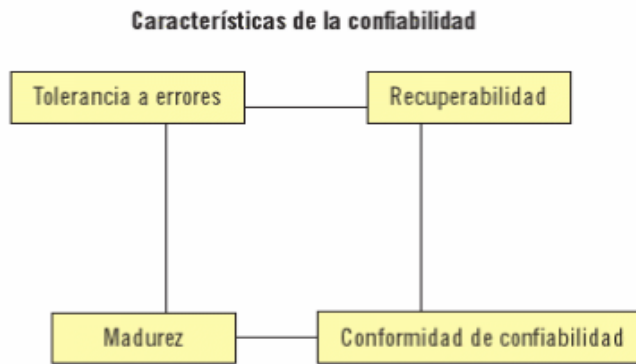 Características de la confiabilidad
Tolerancia a errores
Recuperabilidad
Madurez
Conformidad de confiabilidad